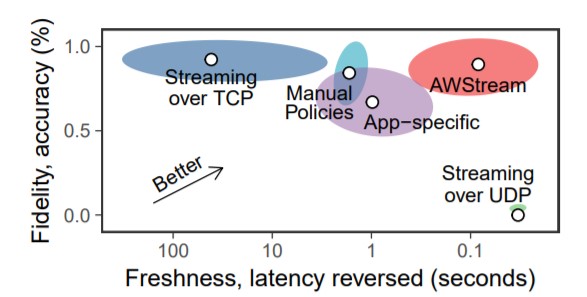 Fidelity, accuracy (%)
1.0
0.5
0.0
Streaming
over TCP
Manual
Policies
App−specific
AWStream
Better
Streaming
over UDP
100
10
1
0.1
Freshness, latency reversed (seconds)